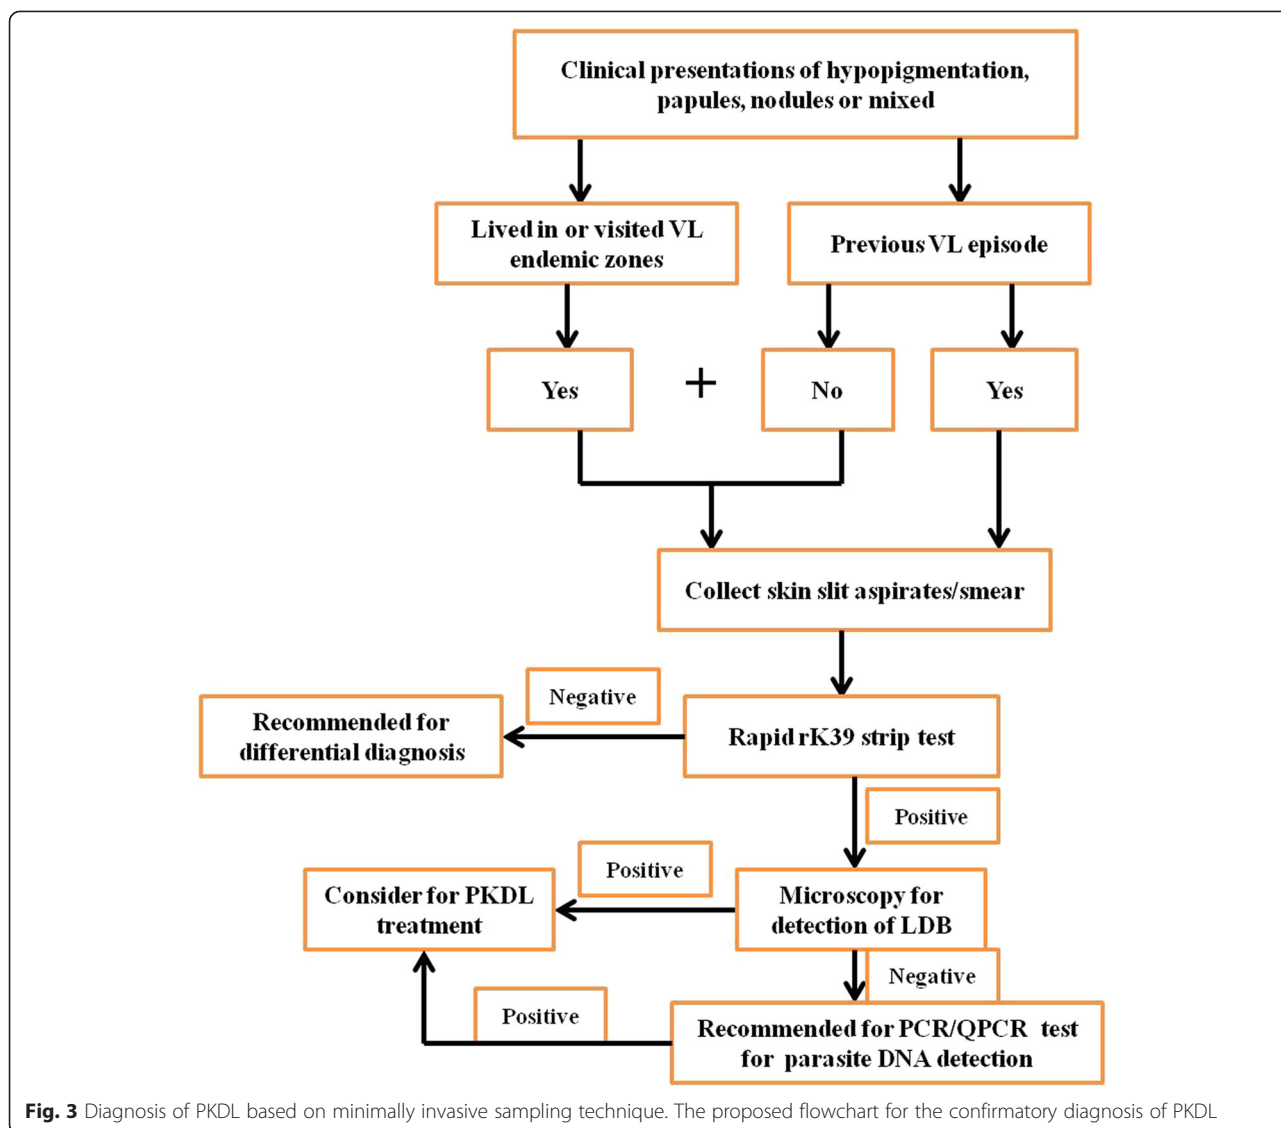 Clinical presentations of hypopigmentation,
papules, nodules or mixed
Lived in or visited VL
endemic zones
Previous VL episode
Yes
+
No
Yes
Collect skin slit aspirates/smear
Negative
Recommended for
differential diagnosis
Rapid rK39 strip test
Positive
Positive
Consider for PKDL
treatment
Microscopy for
detection of LDB
Negative
Positive
Recommended for PCR/QPCR test
for parasite DNA detection
Fig. 3 Diagnosis of PKDL based on minimally invasive sampling technique. The proposed flowchart for the confirmatory diagnosis of PKDL